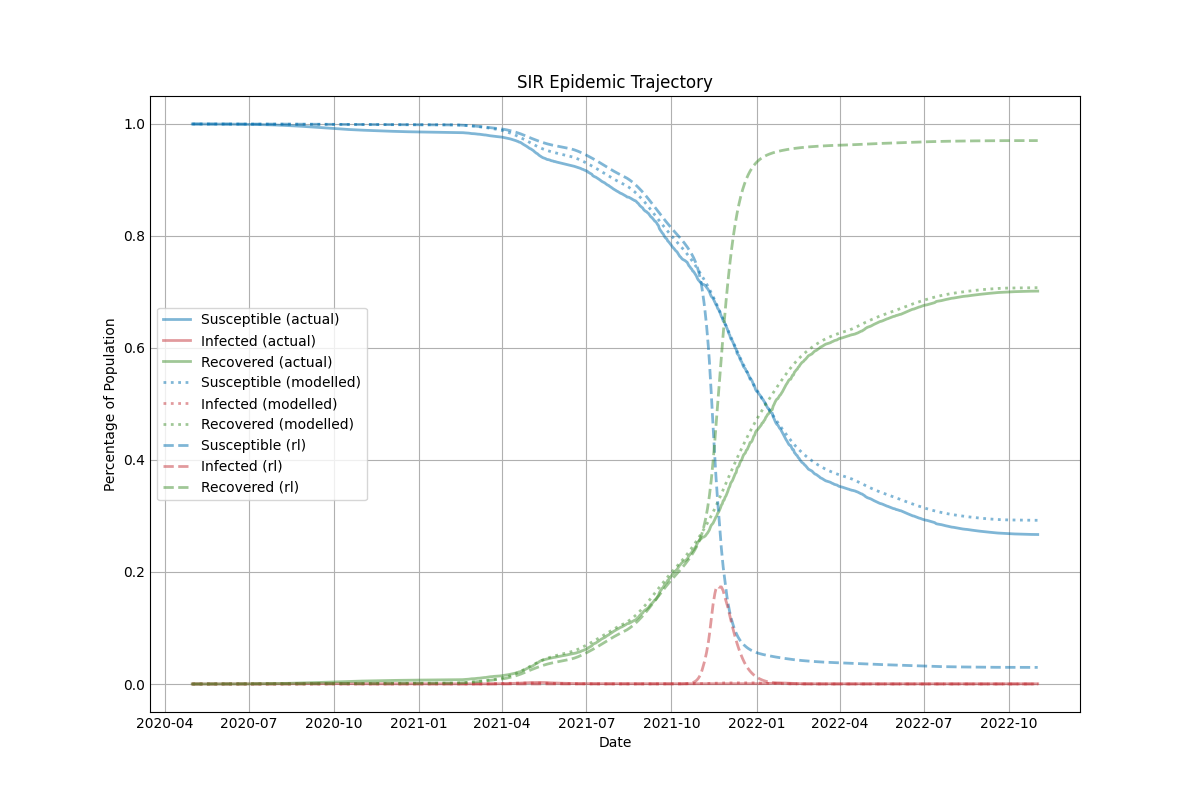 SIR Epidemic Trajectory
Percentage of Population
1.0
0.8
0.6
0.4
0.2
0.0
Susceptible (actual)
Infected (actual)
Recovered (actual)
Susceptible (modelled)
Infected (modelled)
Recovered (modelled)
Susceptible (rl)
Infected (rl)
Recovered (rl)
2020-04 2020-07 2020-10 2021-01 2021-04 2021-07 2021-10 2022-01 2022-04 2022-07 2022-10
Date